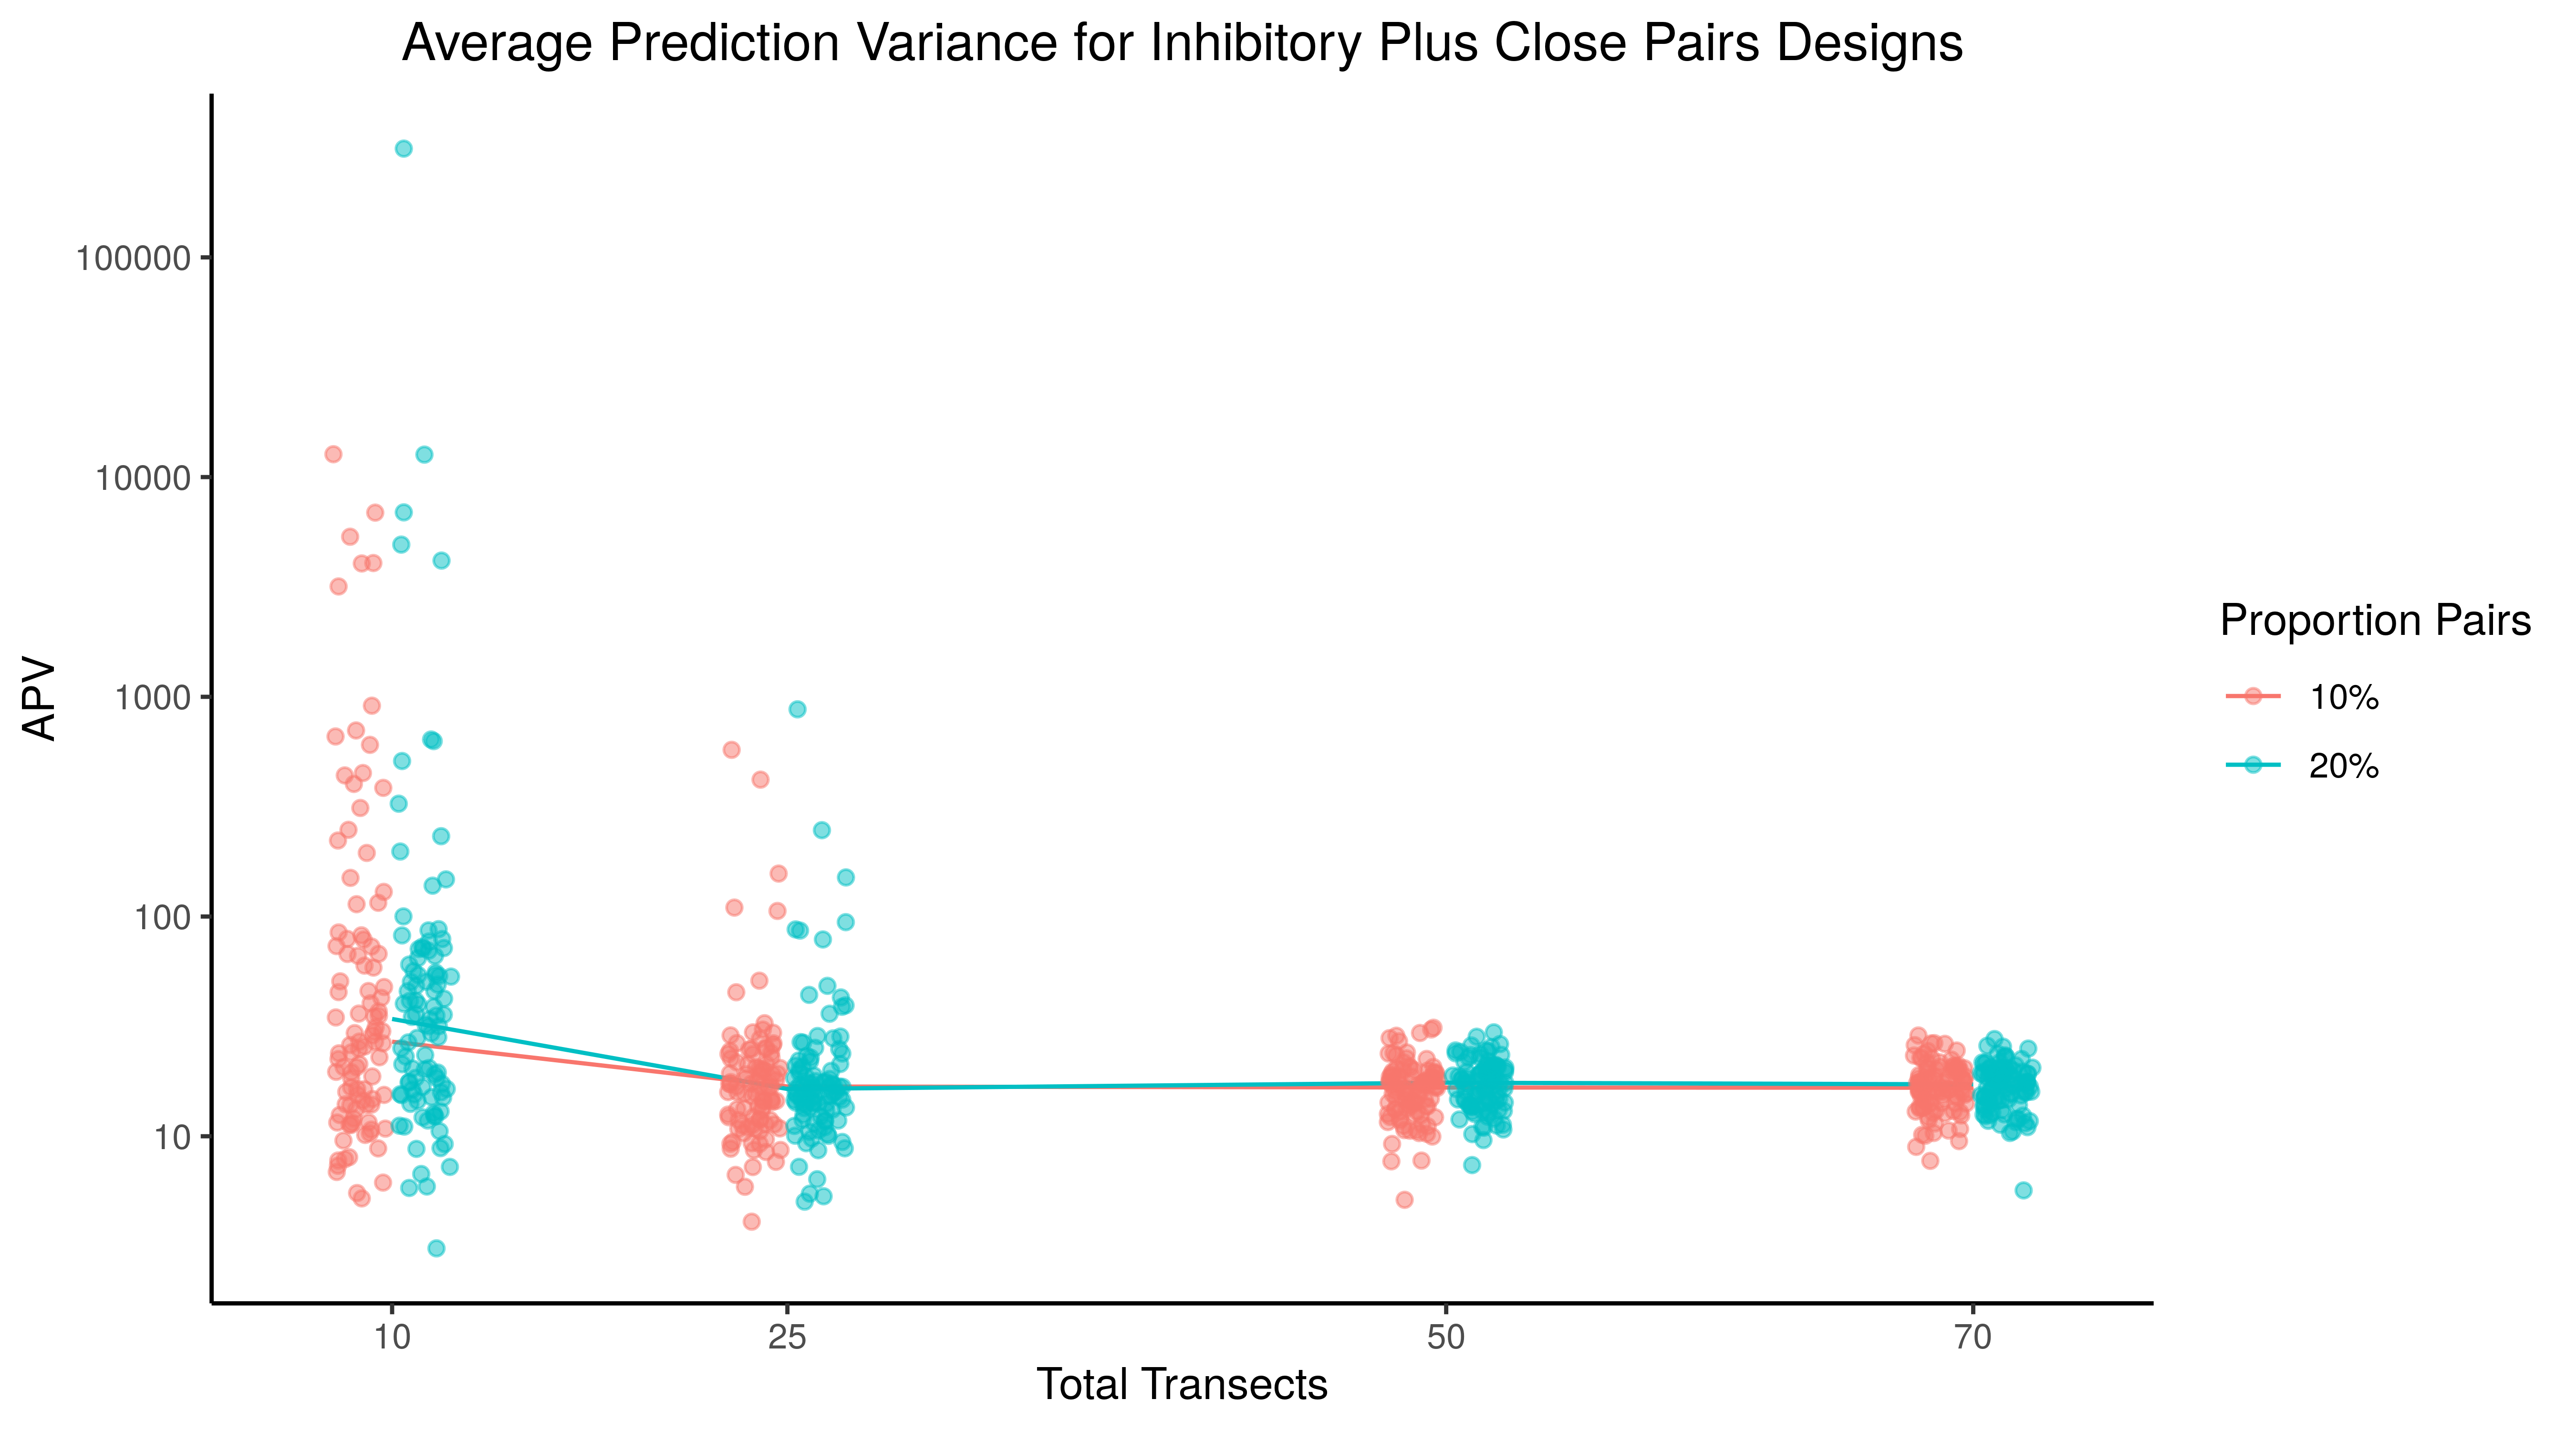 Average Prediction Variance for Inhibitory Plus Close Pairs Designs
APV
100000
10000
1000
100
10
10 25 50 70
Total Transects
Proportion Pairs
10%
20%